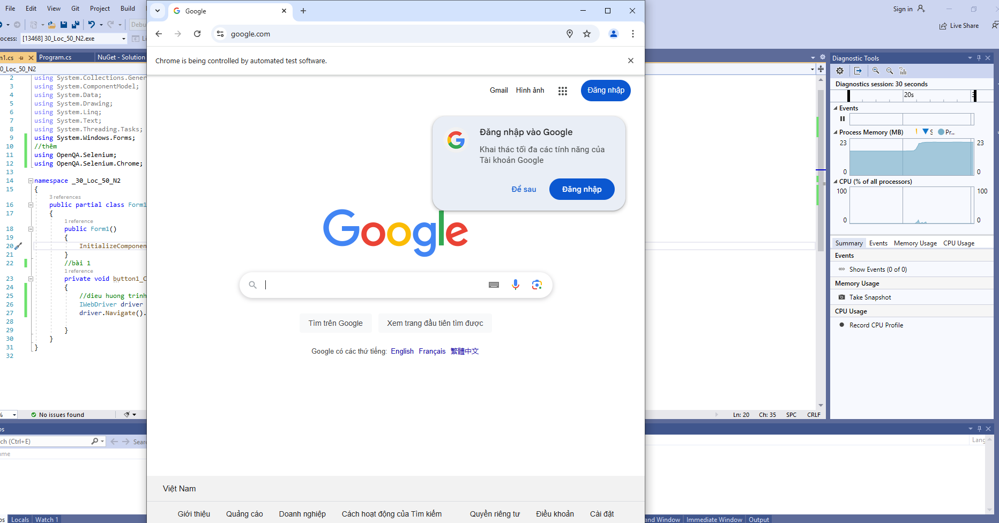 File Edit View Git Project Build
Sign in
Debu
Live Share
ocess: [13468] 30_Loc_50_N2.exe
Google
google.com
Chrome is being controlled by automated test software.
n1.cs Program.cs NuGet - Solution
0_Loc_50_N2
2 using System.Collections.Gener
3 using System.ComponentModel;
4 using System.Data;
5 using System.Drawing;
6 using System.Linq;
7 using System.Text;
8 using System.Threading.Tasks;
9 using System.Windows.Forms;
10 //thêm
11 using OpenQA.Selenium;
12 using OpenQA.Selenium.Chrome;
13
14 namespace _30_Loc_50_N2
15 {
3 references
16 public partial class Form1
17 {
1 reference
18 public Form1()
19 {
20 InitializeComponen
21 }
22 //bài 1
1 reference
23 private void button1_C
24 {
25 //dieu huong trinh
26 IWebDriver driver
27 driver.Navigate().
28
29 }
30 }
31 }
32
No issues found
ch (Ctrl+E)
Sear
ame
Locals Watch 1
Gmail Hình ảnh Đăng nhập
Đăng nhập vào Google
Khai thác tối đa các tính năng của
Tài khoản Google
Để sau Đăng nhập
Google
Tìm trên Google Xem trang đầu tiên tìm được
Google có các thứ tiếng: English Français 繁體中文
Việt Nam
Giới thiệu Quảng cáo Doanh nghiệp Cách hoạt động của Tìm kiếm Quyền riêng tư Điều khoản Cài đặt
Ln: 20 Ch: 35 SPC CRLF
Diagnostic Tools
Diagnostics session: 30 seconds
20s
Events
Process Memory (MB) S Pr..
23 23
0 0
CPU (% of all processors)
100 100
0 0
Summary Events Memory Usage CPU Usage
Events
Show Events (0 of 0)
Memory Usage
Take Snapshot
CPU Usage
Record CPU Profile
Lang
and Window Immediate Window Output